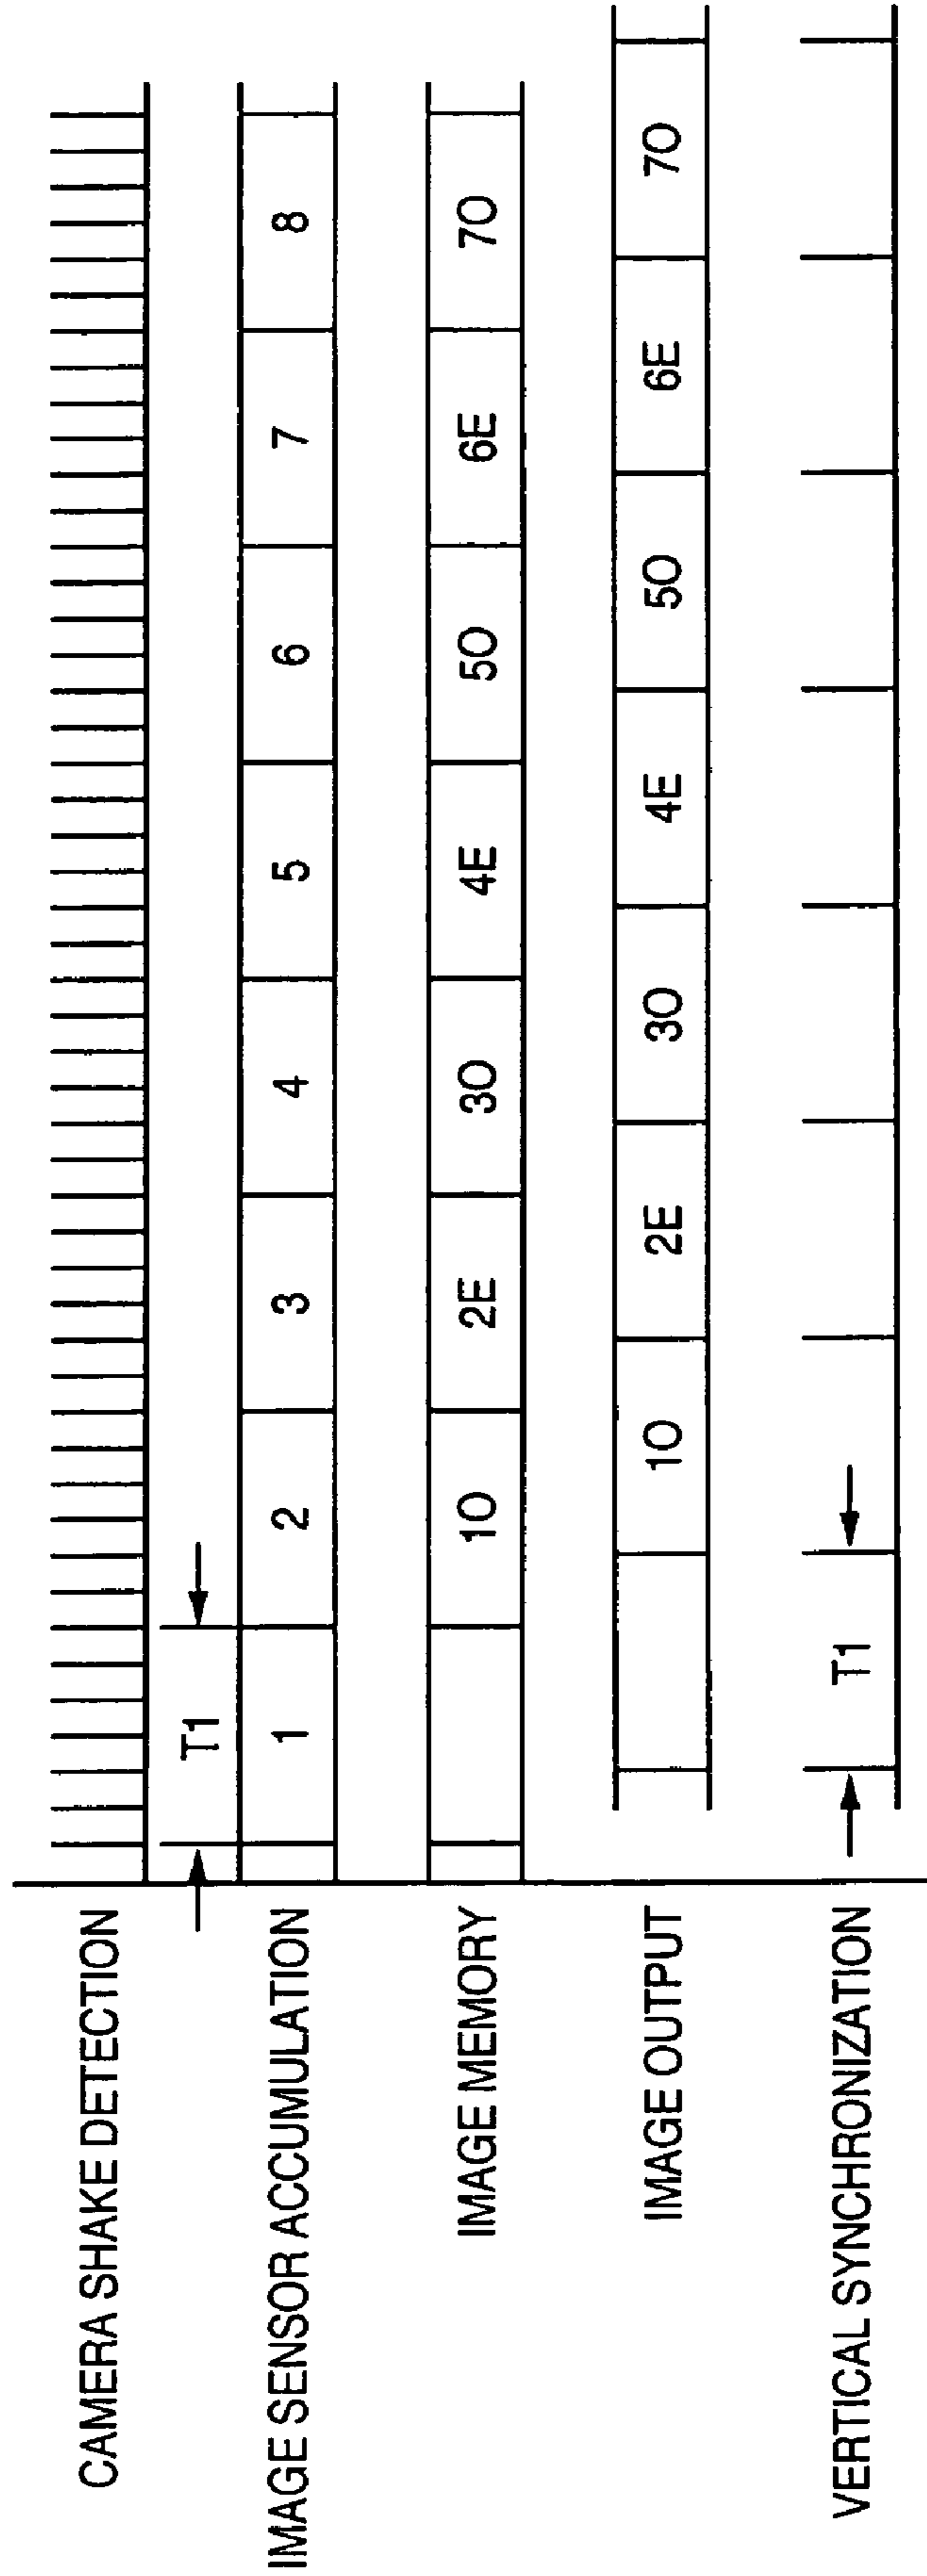 CAMERA SHAKE DETECTION
T1
IMAGE SENSOR ACCUMULATION 1 2 3 4 5 6 7 8
IMAGE MEMORY 1O 2E 3O 4E 5O 6E 7O
IMAGE OUTPUT 1O 2E 3O 4E 5O 6E 7O
VERTICAL SYNCHRONIZATION T1